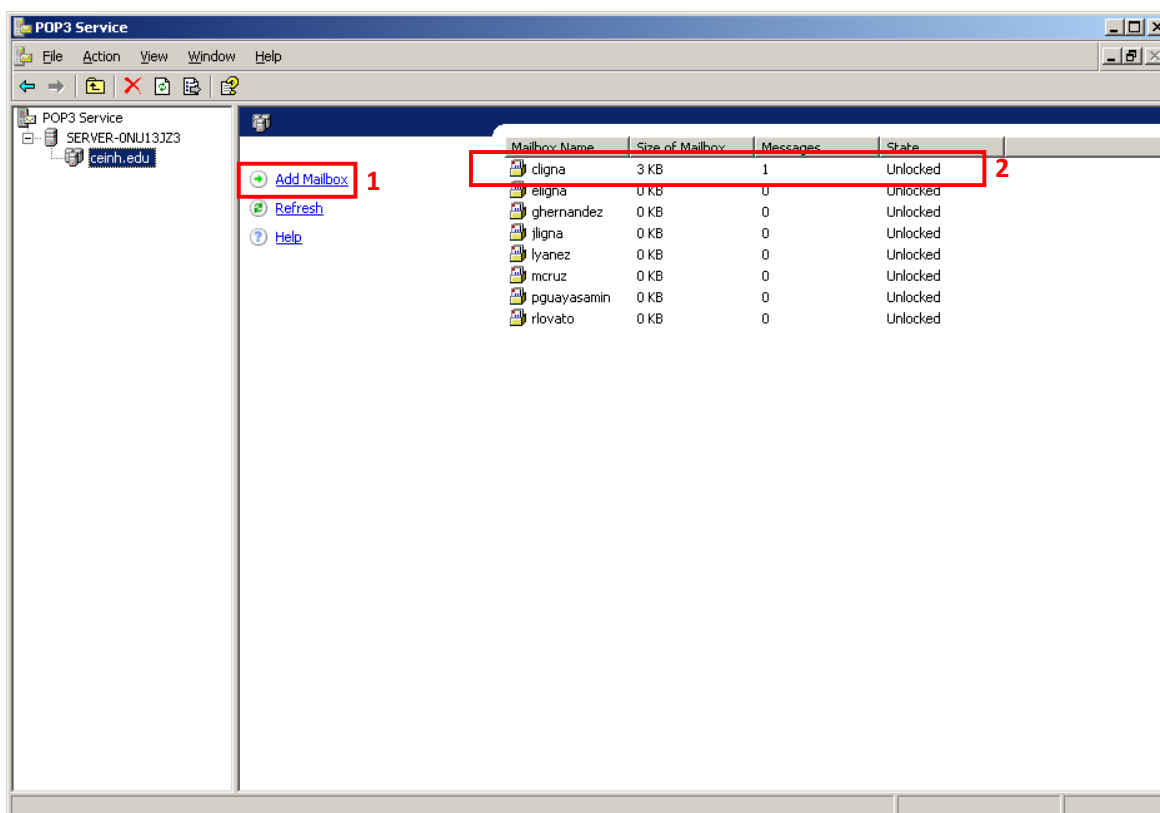 POP3 Service
File Action View Window Help
POP3 Service
SERVER-0NU13JZ3
ceinh.edu
Add Mailbox 1
Refresh
Help
Mailbox Name Size of Mailbox Messages State
cligna 3 KB 1 Unlocked 2
eligna 0 KB 0 Unlocked
ghernandez 0 KB 0 Unlocked
jligna 0 KB 0 Unlocked
lyanez 0 KB 0 Unlocked
mcruz 0 KB 0 Unlocked
pguayasamin 0 KB 0 Unlocked
rlovato 0 KB 0 Unlocked